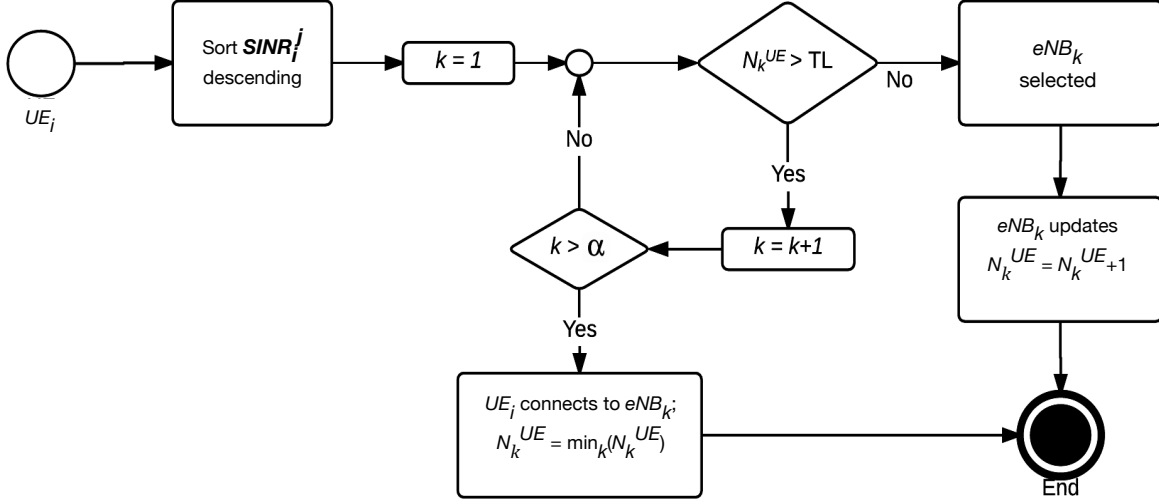 UE_i
Sort SINR_i^j
descending
k = 1
N_k^UE > TL
No
eNB_k
selected
Yes
No
k = k+1
k > α
eNB_k updates
N_k^UE = N_k^UE +1
Yes
UE_i connects to eNB_k;
N_k^UE = min_k(N_k^UE)
End